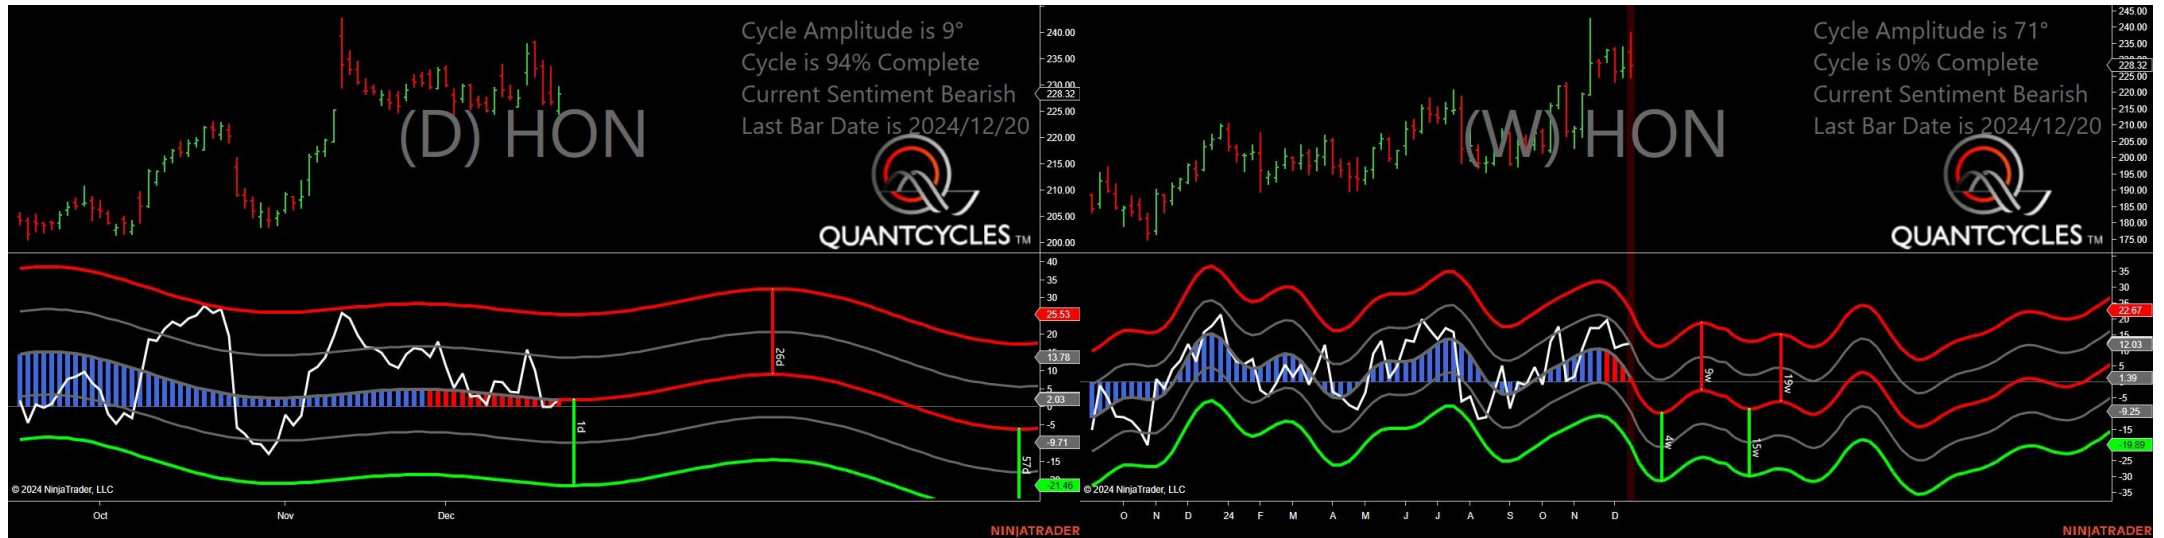 Cycle Amplitude is 9°
Cycle is 94% Complete
Current Sentiment Bearish
Last Bar Date is 2024/12/20
(D) HON
QUANTCYCLES TM
240.00
235.00
230.00
228.32
225.00
220.00
215.00
210.00
205.00
200.00
40
35
30
25.53
20
13.78
10
5
2.03
0
-5
-9.71
-15
-21.46
26d
1d
57d
© 2024 NinjaTrader, LLC
Oct
Nov
Dec
NINJATRADER
Cycle Amplitude is 71°
Cycle is 0% Complete
Current Sentiment Bearish
Last Bar Date is 2024/12/20
(W) HON
QUANTCYCLES TM
245.00
240.00
235.00
228.32
225.00
220.00
215.00
210.00
205.00
200.00
195.00
190.00
185.00
180.00
175.00
35
30
22.67
20
12.03
5
1.39
-5
-9.25
-15
-19.89
-25
-30
-35
9w
19w
4w
15w
© 2024 NinjaTrader, LLC
O N D 24 F M A M J J A S O N D
NINJATRADER